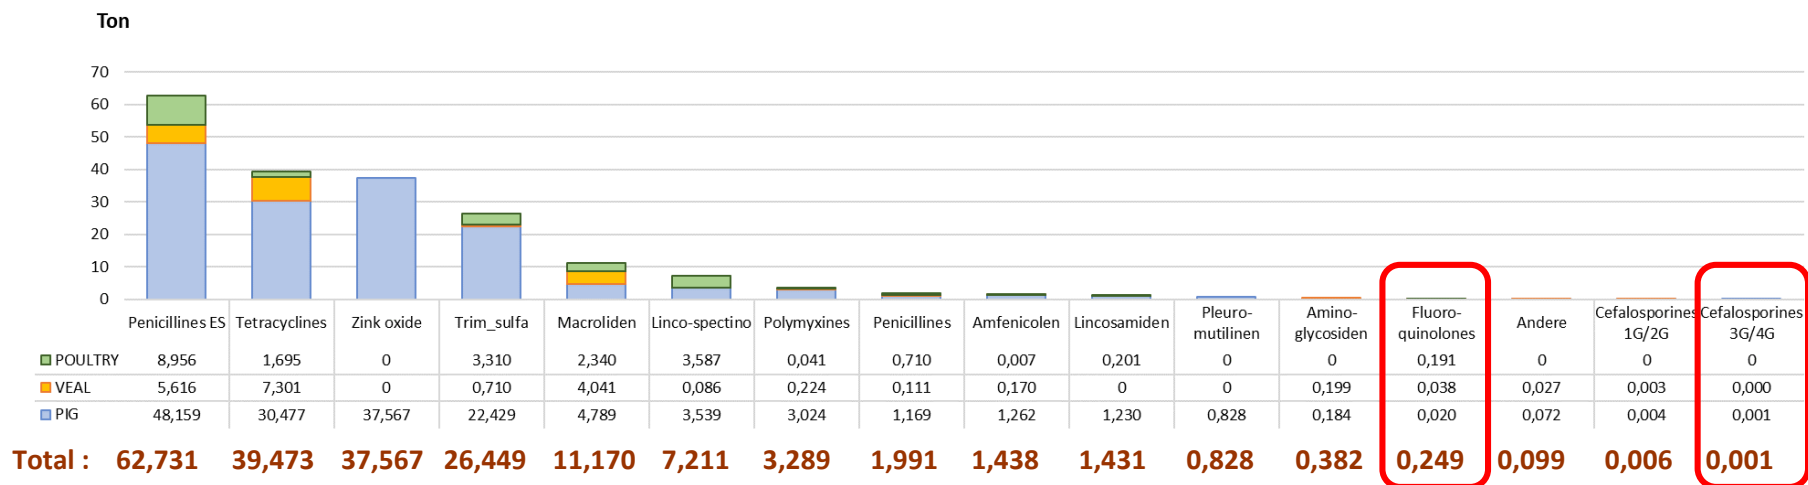 Ton
70
60
50
40
30
20
10
0
Penicillines ES Tetracyclines Zink oxide Trim_sulfa Macroliden Linco-spectino Polymyxines Penicillines Amfenicolen Lincosamiden Pleuro-mutilinen Amino-glycosiden Fluoro-quinolones Andere Cefalosporines 1G/2G Cefalosporines 3G/4G
POULTRY 8,956 1,695 0 3,310 2,340 3,587 0,041 0,710 0,007 0,201 0 0 0,191 0 0 0
VEAL 5,616 7,301 0 0,710 4,041 0,086 0,224 0,111 0,170 0 0 0,199 0,038 0,027 0,003 0,000
PIG 48,159 30,477 37,567 22,429 4,789 3,539 3,024 1,169 1,262 1,230 0,828 0,184 0,020 0,072 0,004 0,001
Total : 62,731 39,473 37,567 26,449 11,170 7,211 3,289 1,991 1,438 1,431 0,828 0,382 0,249 0,099 0,006 0,001